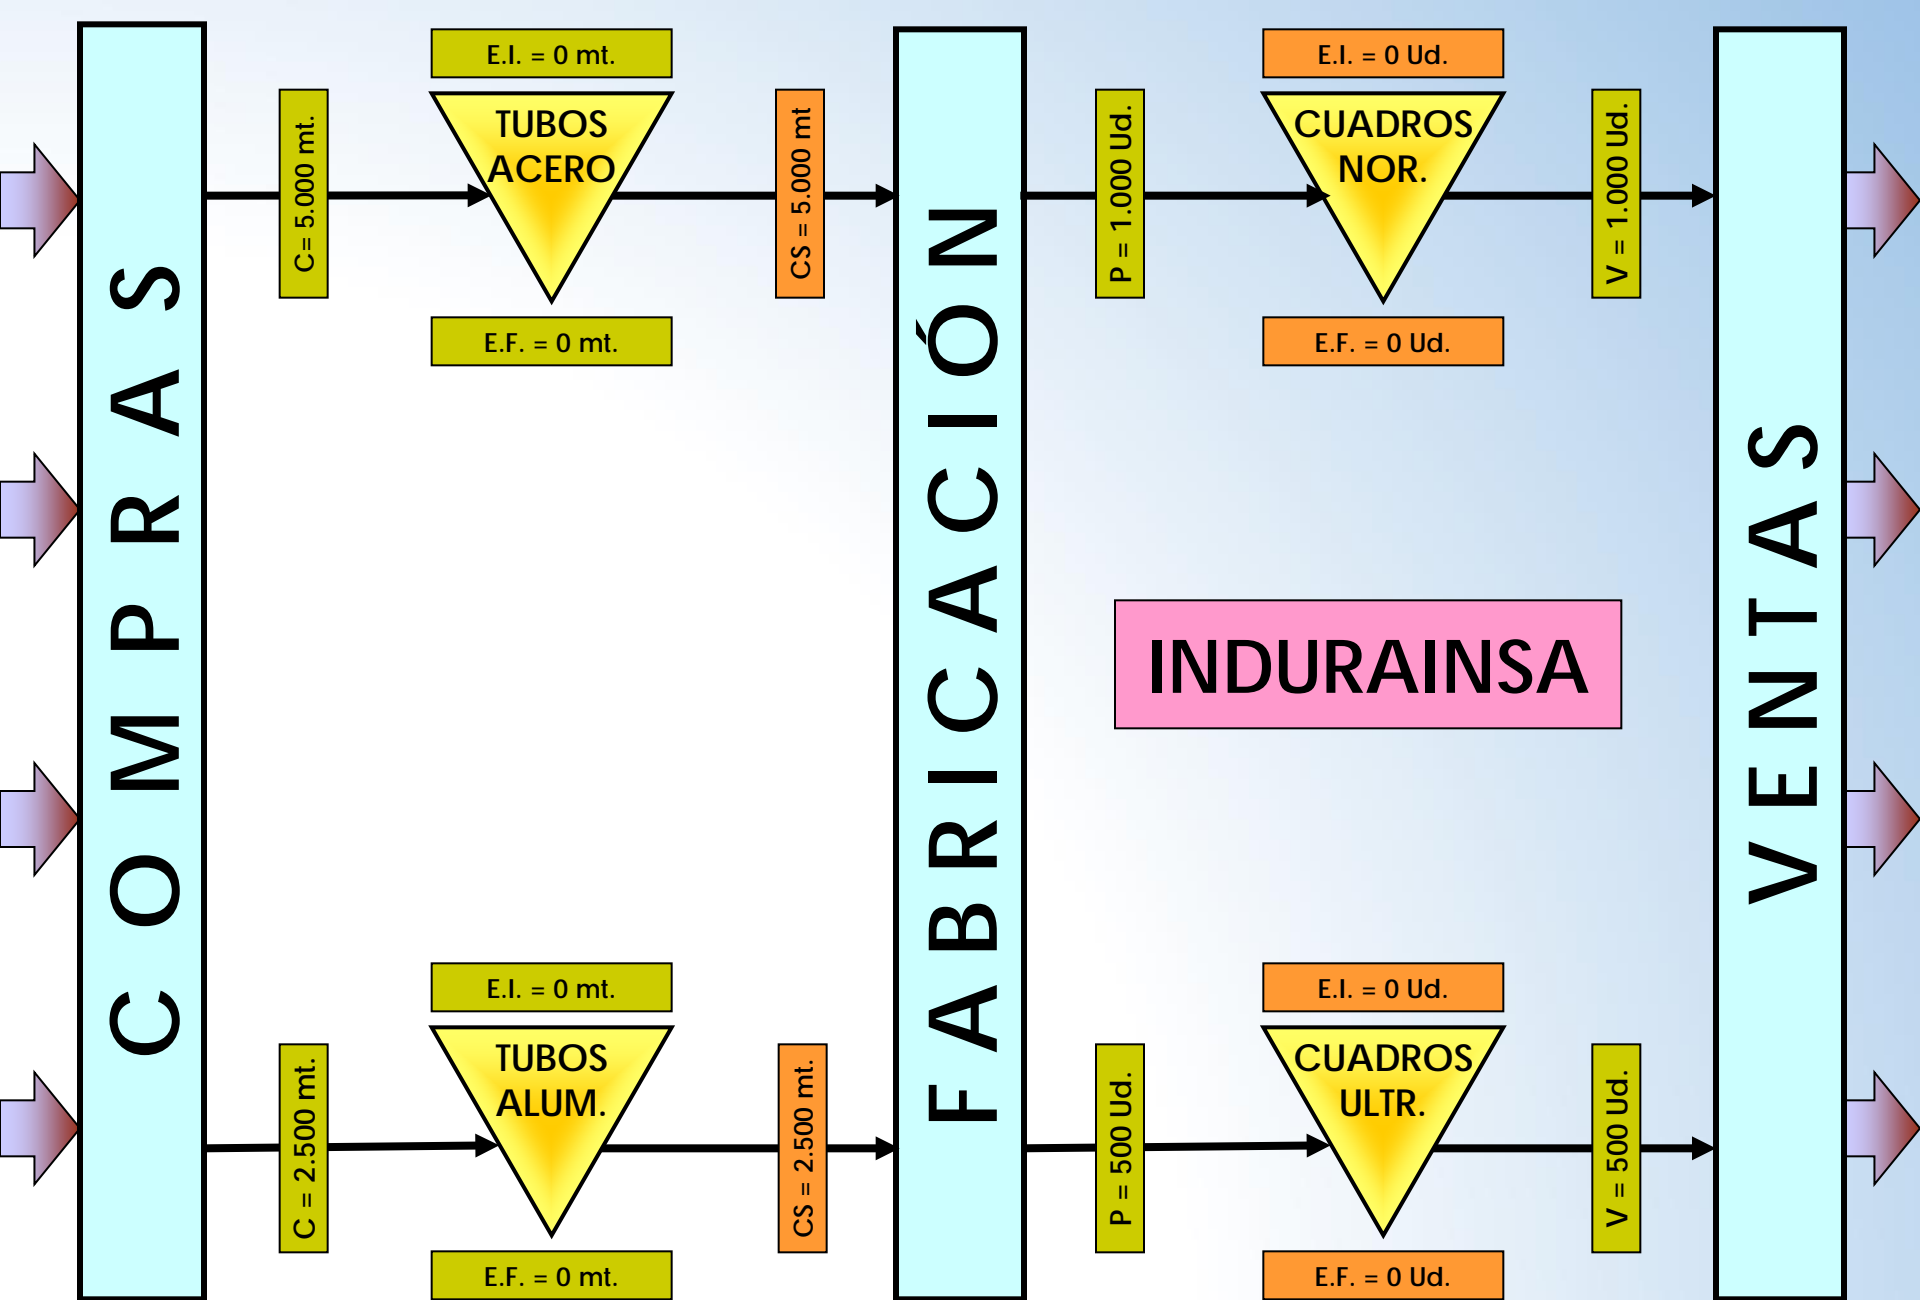 COMPRAS
E.I. = 0 mt.
C= 5.000 mt.
TUBOS
ACERO
CS = 5.000 mt
E.F. = 0 mt.
E.I. = 0 mt.
C = 2.500 mt.
TUBOS
ALUM.
CS = 2.500 mt.
E.F. = 0 mt.
FABRICACIÓN
E.I. = 0 Ud.
P = 1.000 Ud.
CUADROS
NOR.
V = 1.000 Ud.
E.F. = 0 Ud.
INDURAINSA
E.I. = 0 Ud.
P = 500 Ud.
CUADROS
ULTR.
V = 500 Ud.
E.F. = 0 Ud.
VENTAS